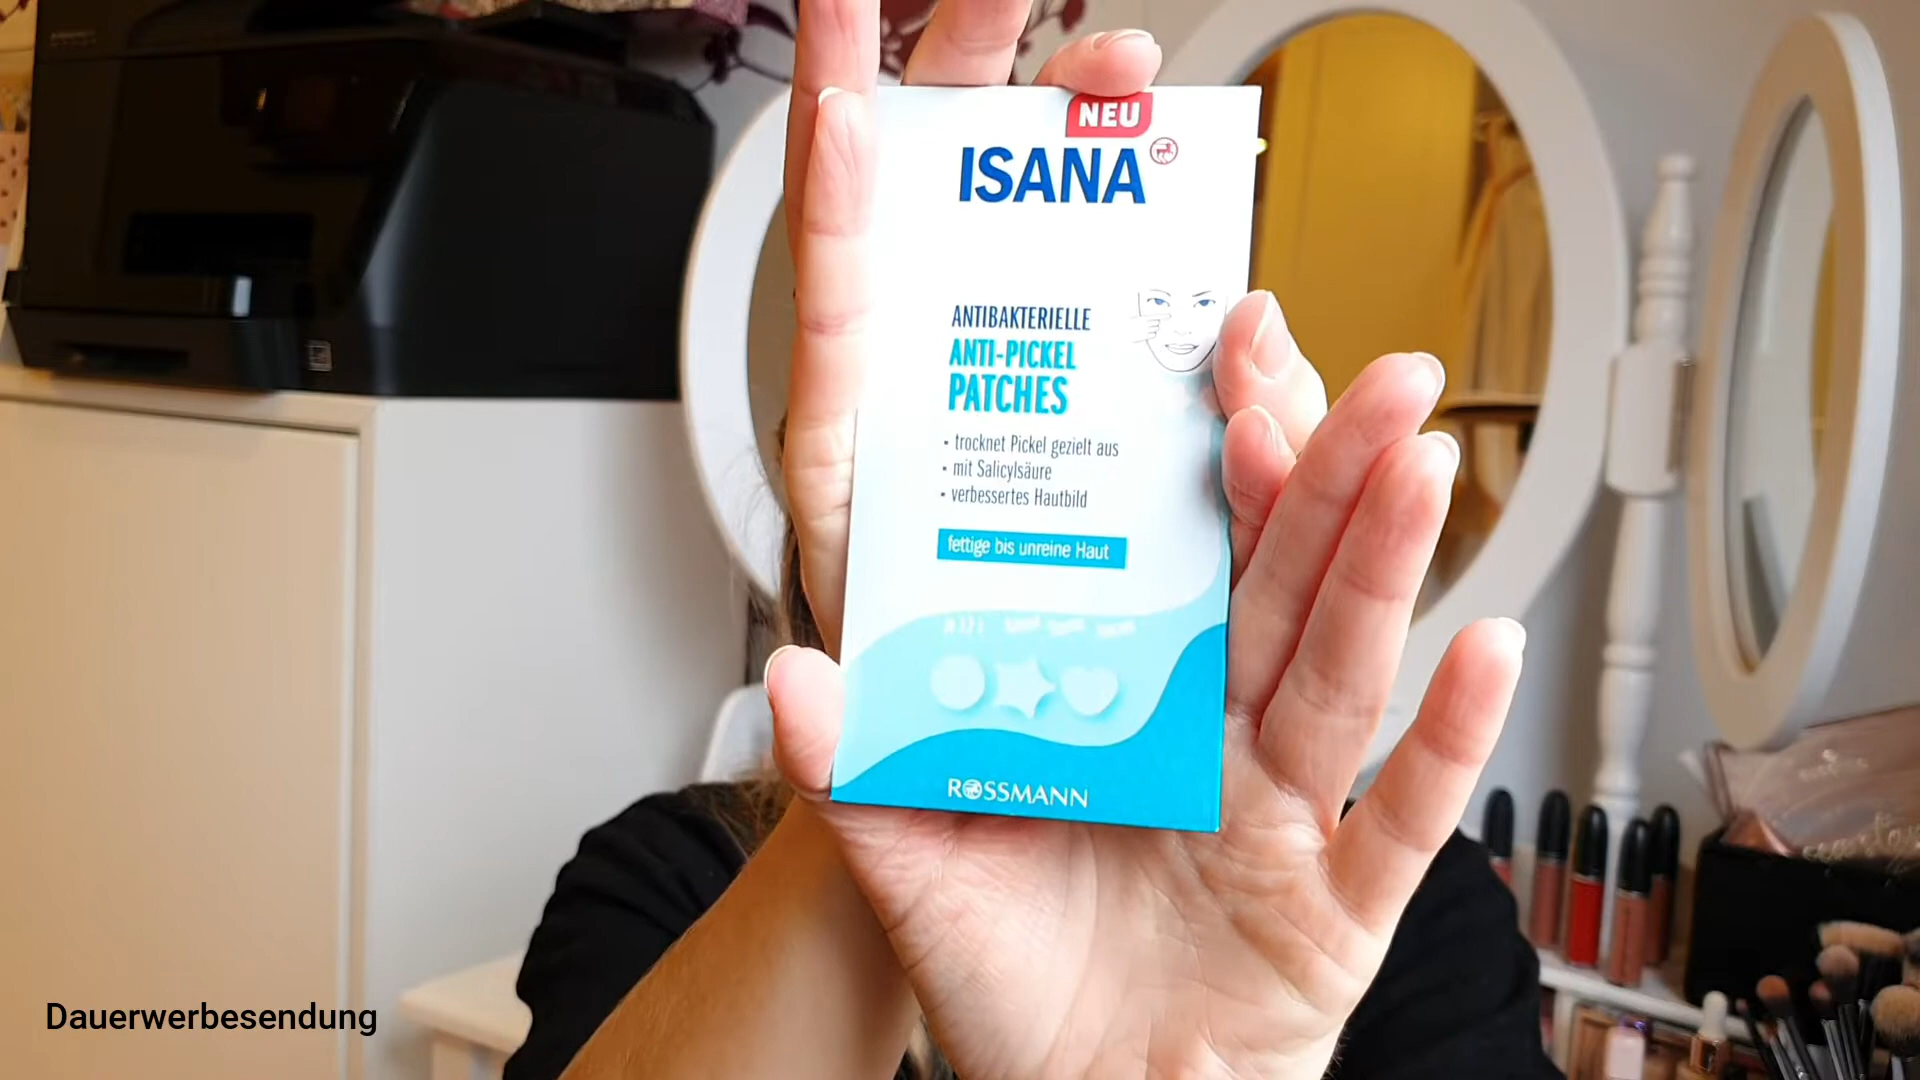 NEU
ISANA
ANTIBAKTERIELLE
ANTI-PICKEL
PATCHES
• trocknet Pickel gezielt aus
• mit Salicylsäure
• verbessertes Hautbild
fettige bis unreine Haut
ROSSMANN
Dauerwerbesendung